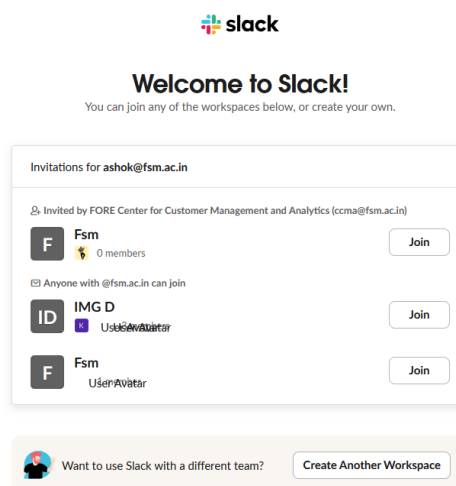 slack
Welcome to Slack!
You can join any of the workspaces below, or create your own.
Invitations for ashok@fsm.ac.in
Invited by FORE Center for Customer Management and Analytics (ccma@fsm.ac.in)
F
Fsm
0 members
Join
Anyone with @fsm.ac.in can join
ID
IMG D
K
User Avatar
Join
F
Fsm
User Avatar
Join
Want to use Slack with a different team?
Create Another Workspace